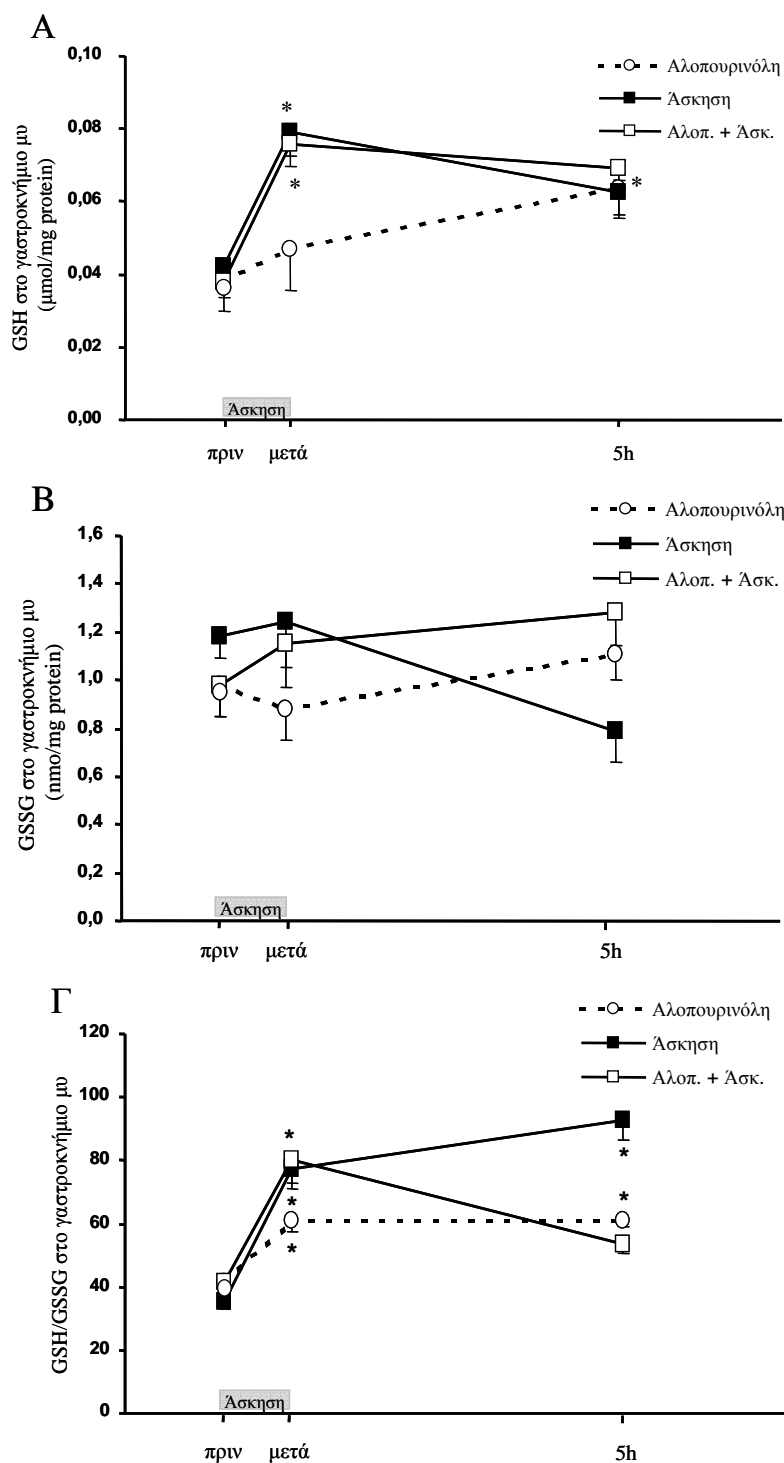 Α
0,10
0,08
0,06
0,04
0,02
0,00
GSH στο γαστροκνήμιο μυ
(μmol/mg protein)
Αλοπουρινόλη
Άσκηση
Αλοπ. + Άσκ.
*
*
*
Άσκηση
πριν
μετά
5h
Β
1,6
1,4
1,2
1,0
0,8
0,6
0,4
0,2
0,0
GSSG στο γαστροκνήμιο μυ
(nmo/mg protein)
Αλοπουρινόλη
Άσκηση
Αλοπ. + Άσκ.
Άσκηση
πριν
μετά
5h
Γ
120
100
80
60
40
20
0
GSH/GSSG στο γαστροκνήμιο μυ
Αλοπουρινόλη
Άσκηση
Αλοπ. + Άσκ.
*
*
*
*
*
Άσκηση
πριν
μετά
5h